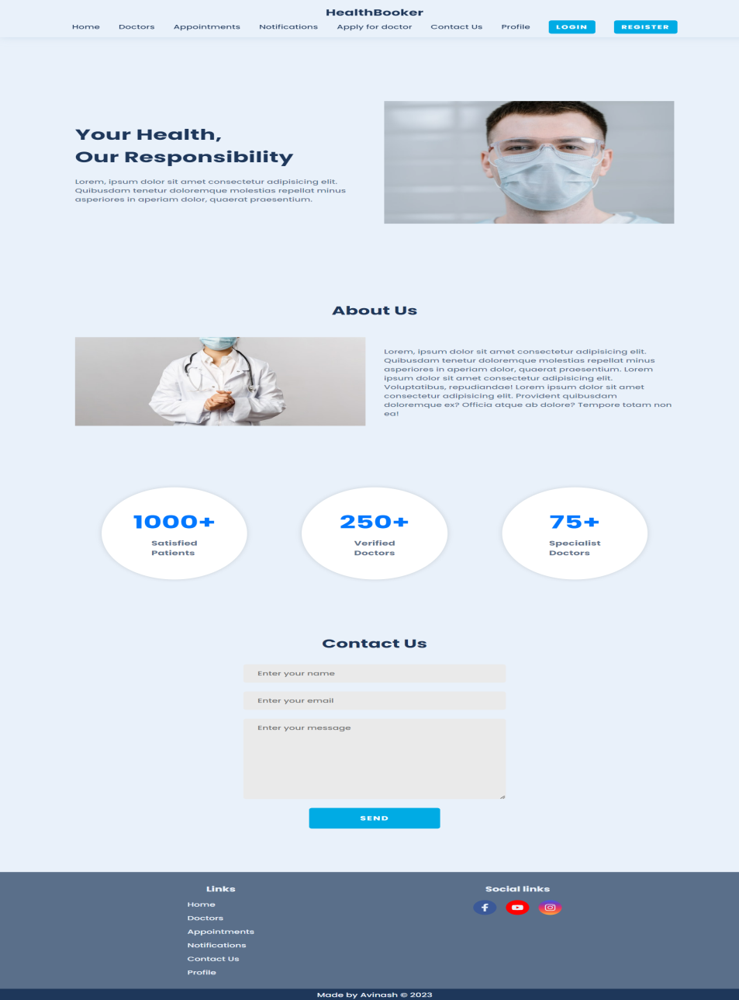 HealthBooker
Home Doctors Appointments Notifications Apply for doctor Contact Us Profile LOGIN REGISTER
Your Health,
Our Responsibility
Lorem, ipsum dolor sit amet consectetur adipisicing elit.
Quibusdam tenetur doloremque molestias repellat minus
asperiores in aperiam dolor, quaerat praesentium.
About Us
Lorem, ipsum dolor sit amet consectetur adipisicing elit.
Quibusdam tenetur doloremque molestias repellat minus
asperiores in aperiam dolor, quaerat praesentium. Lorem
ipsum dolor sit amet consectetur adipisicing elit.
Voluptatibus, repudiandae! Lorem ipsum dolor sit amet
consectetur adipisicing elit. Provident quibusdam
doloremque ex? Officia atque ab dolore? Tempore totam non
ea!
1000+
Satisfied
Patients
250+
Verified
Doctors
75+
Specialist
Doctors
Contact Us
Enter your name
Enter your email
Enter your message
SEND
Links
Home
Doctors
Appointments
Notifications
Contact Us
Profile
Social links
Made by Avinash © 2023